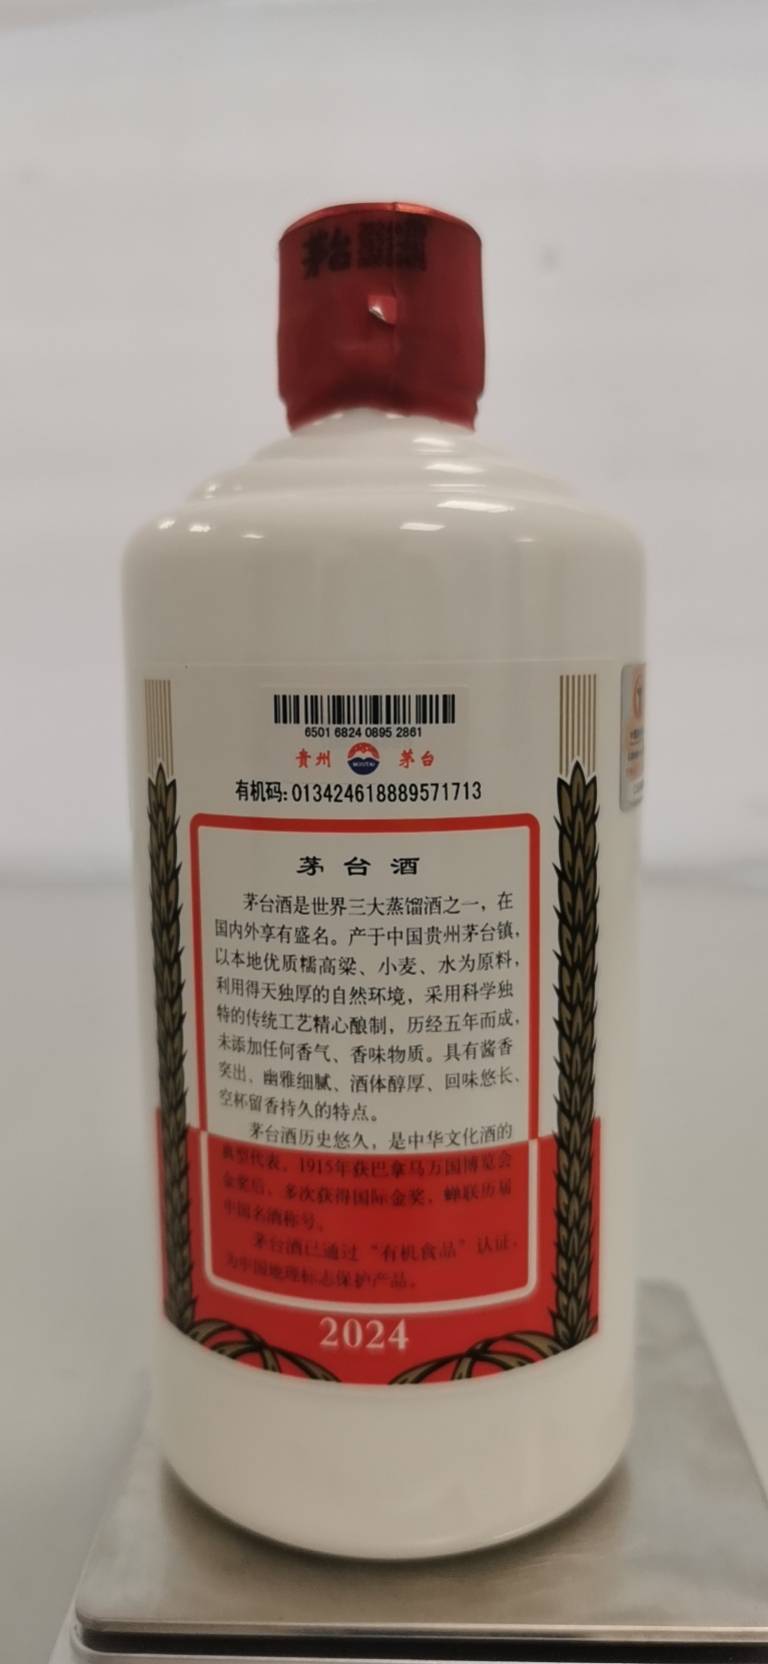 茅台
6501 6824 0895 2861
贵州 MOUTAI 茅台
有机码:013424618889571713
茅台酒
茅台酒是世界三大蒸馏酒之一，在
国内外享有盛名。产于中国贵州茅台镇，
以本地优质糯高粱、小麦、水为原料，
利用得天独厚的自然环境，采用科学独
特的传统工艺精心酿制，历经五年而成，
未添加任何香气、香味物质。具有酱香
突出、幽雅细腻、酒体醇厚、回味悠长、
空杯留香持久的特点。
茅台酒历史悠久，是中华文化酒的
典型代表。1915年获巴拿马万国博览会
金奖后，多次获得国际金奖，蝉联历届
中国名酒称号。
茅台酒已通过“有机食品”认证，
为中国地理标志保护产品。
2024